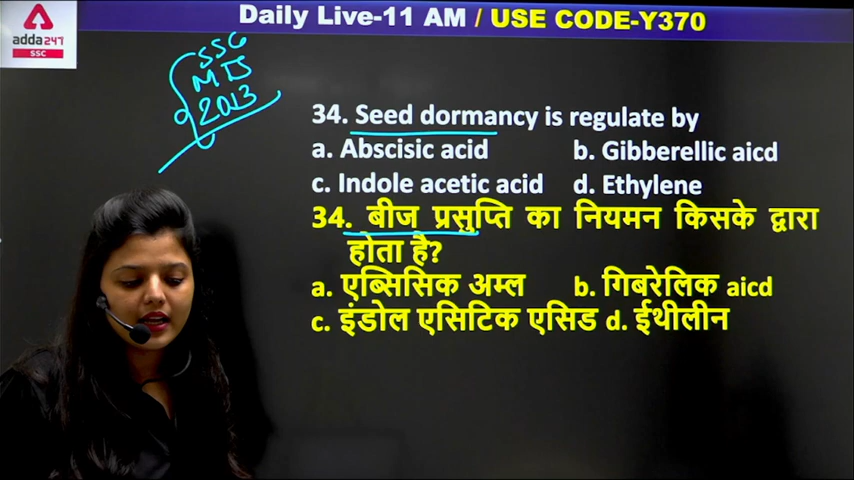 Daily Live-11 AM / USE CODE-Y370
adda247
SSC
SSC
MTS
2013
34. Seed dormancy is regulate by
a. Abscisic acid b. Gibberellic aicd
c. Indole acetic acid d. Ethylene
34. बीज प्रसुप्ति का नियमन किसके द्वारा
होता है?
a. एब्सिसिक अम्ल b. गिबरेलिक aicd
c. इंडोल एसिटिक एसिड d. ईथीलीन